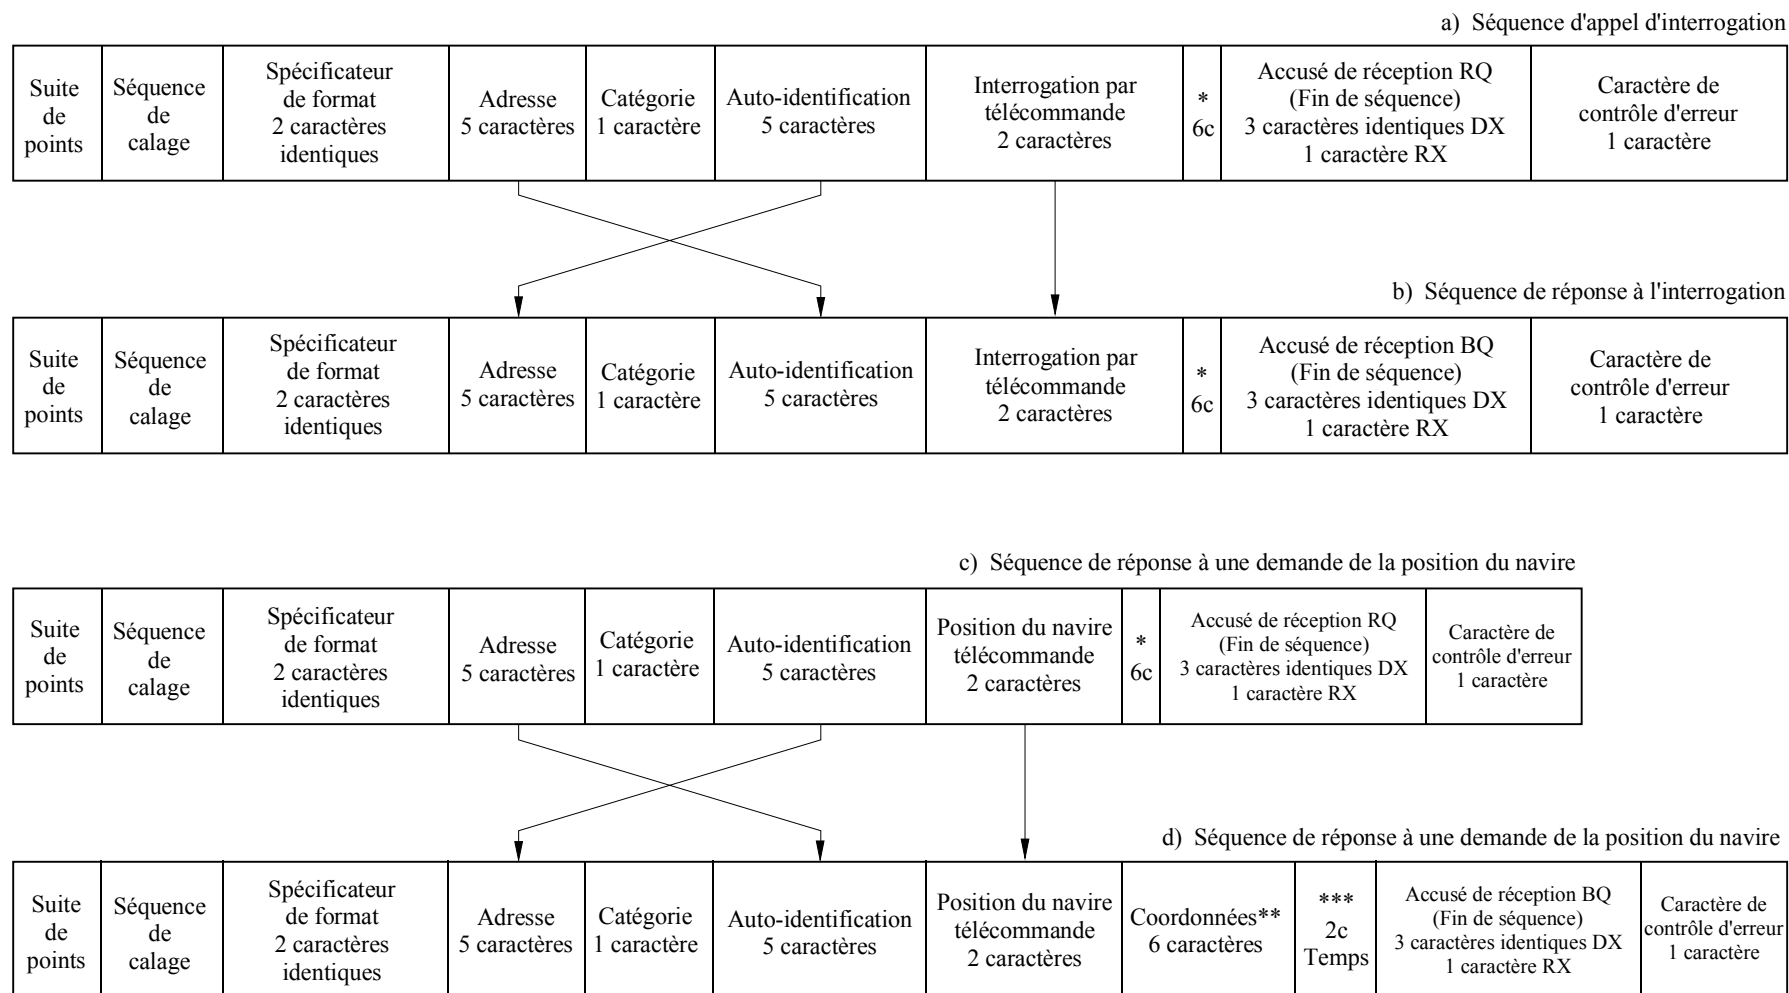 a) Séquence d'appel d'interrogation
Suite
de
points
Séquence
de
calage
Spécificateur
de format
2 caractères
identiques
Adresse
5 caractères
Catégorie
1 caractère
Auto-identification
5 caractères
Interrogation par
télécommande
2 caractères
*
6c
Accusé de réception RQ
(Fin de séquence)
3 caractères identiques DX
1 caractère RX
Caractère de
contrôle d'erreur
1 caractère
b) Séquence de réponse à l'interrogation
Suite
de
points
Séquence
de
calage
Spécificateur
de format
2 caractères
identiques
Adresse
5 caractères
Catégorie
1 caractère
Auto-identification
5 caractères
Interrogation par
télécommande
2 caractères
*
6c
Accusé de réception BQ
(Fin de séquence)
3 caractères identiques DX
1 caractère RX
Caractère de
contrôle d'erreur
1 caractère
c) Séquence de réponse à une demande de la position du navire
Suite
de
points
Séquence
de
calage
Spécificateur
de format
2 caractères
identiques
Adresse
5 caractères
Catégorie
1 caractère
Auto-identification
5 caractères
Position du navire
télécommande
2 caractères
*
6c
Accusé de réception RQ
(Fin de séquence)
3 caractères identiques DX
1 caractère RX
Caractère de
contrôle d'erreur
1 caractère
d) Séquence de réponse à une demande de la position du navire
Suite
de
points
Séquence
de
calage
Spécificateur
de format
2 caractères
identiques
Adresse
5 caractères
Catégorie
1 caractère
Auto-identification
5 caractères
Position du navire
télécommande
2 caractères
Coordonnées**
6 caractères
***
2c
Temps
Accusé de réception BQ
(Fin de séquence)
3 caractères identiques DX
1 caractère RX
Caractère de
contrôle d'erreur
1 caractère